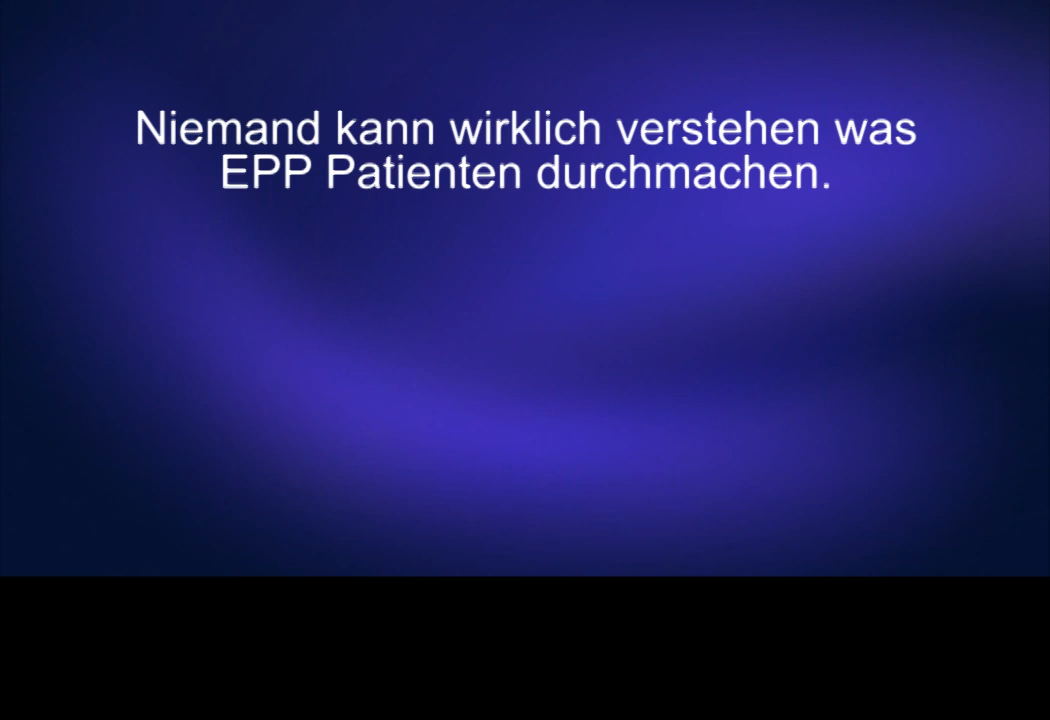 Niemand kann wirklich verstehen was
EPP Patienten durchmachen.